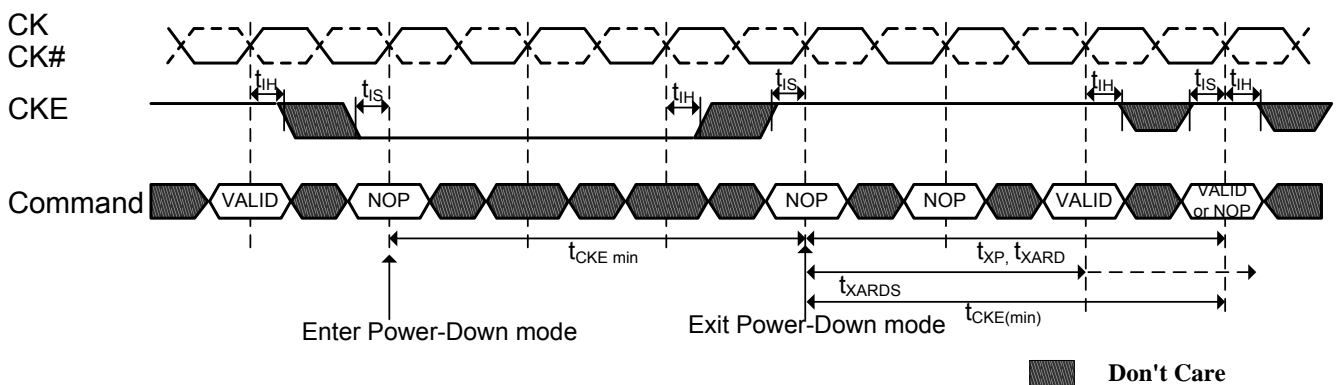 CK
CK#
tIH tIS tIH tIS tIH tIS tIH
CKE
Command VALID NOP NOP NOP VALID VALID or NOP
tCKE min
tXP, tXARD
tXARDS
tCKE(min)
Enter Power-Down mode
Exit Power-Down mode
Don't Care